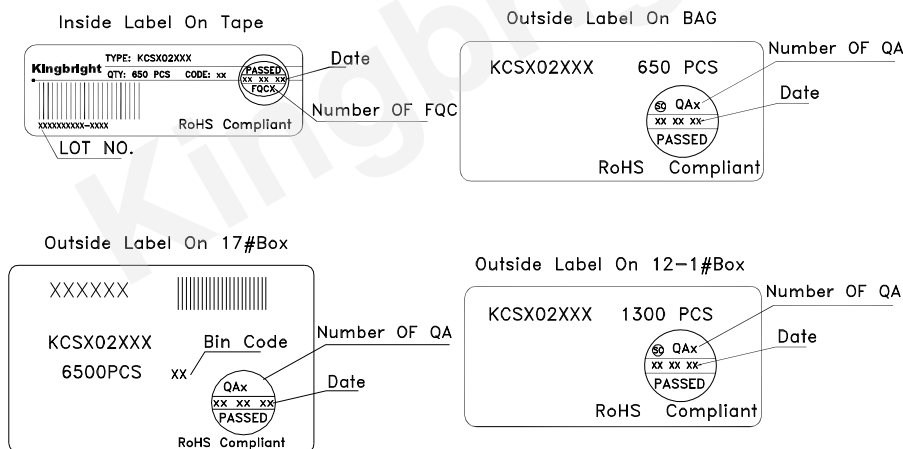 Inside Label On Tape
Kingbright
TYPE: KCSX02XXX
QTY: 650 PCS CODE: xx
PASSED
xx xx xx
FQCX
Date
Number OF FQC
xxxxxxxxxx-xxxx
RoHS Compliant
LOT NO.
Outside Label On BAG
KCSX02XXX 650 PCS
SC QAx
xx xx xx
PASSED
RoHS Compliant
Number OF QA
Date
Outside Label On 17#Box
XXXXXX
KCSX02XXX
Bin Code
6500PCS xx
QAx
xx xx xx
PASSED
RoHS Compliant
Number OF QA
Date
Outside Label On 12-1#Box
KCSX02XXX 1300 PCS
SC QAx
xx xx xx
PASSED
RoHS Compliant
Number OF QA
Date
Kingbrig